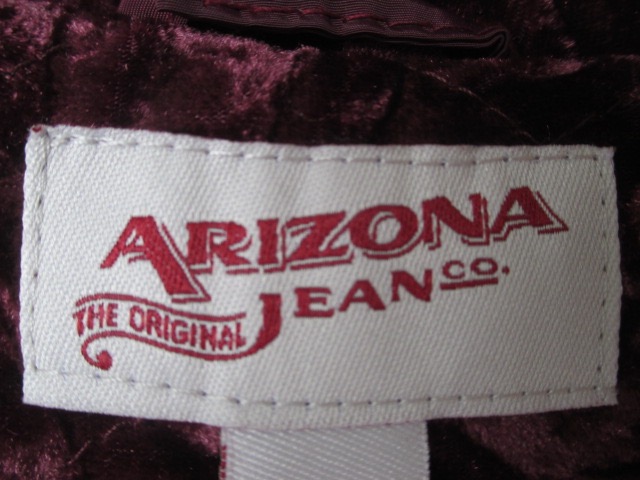 ARIZONA
JEAN CO.
THE ORIGINAL